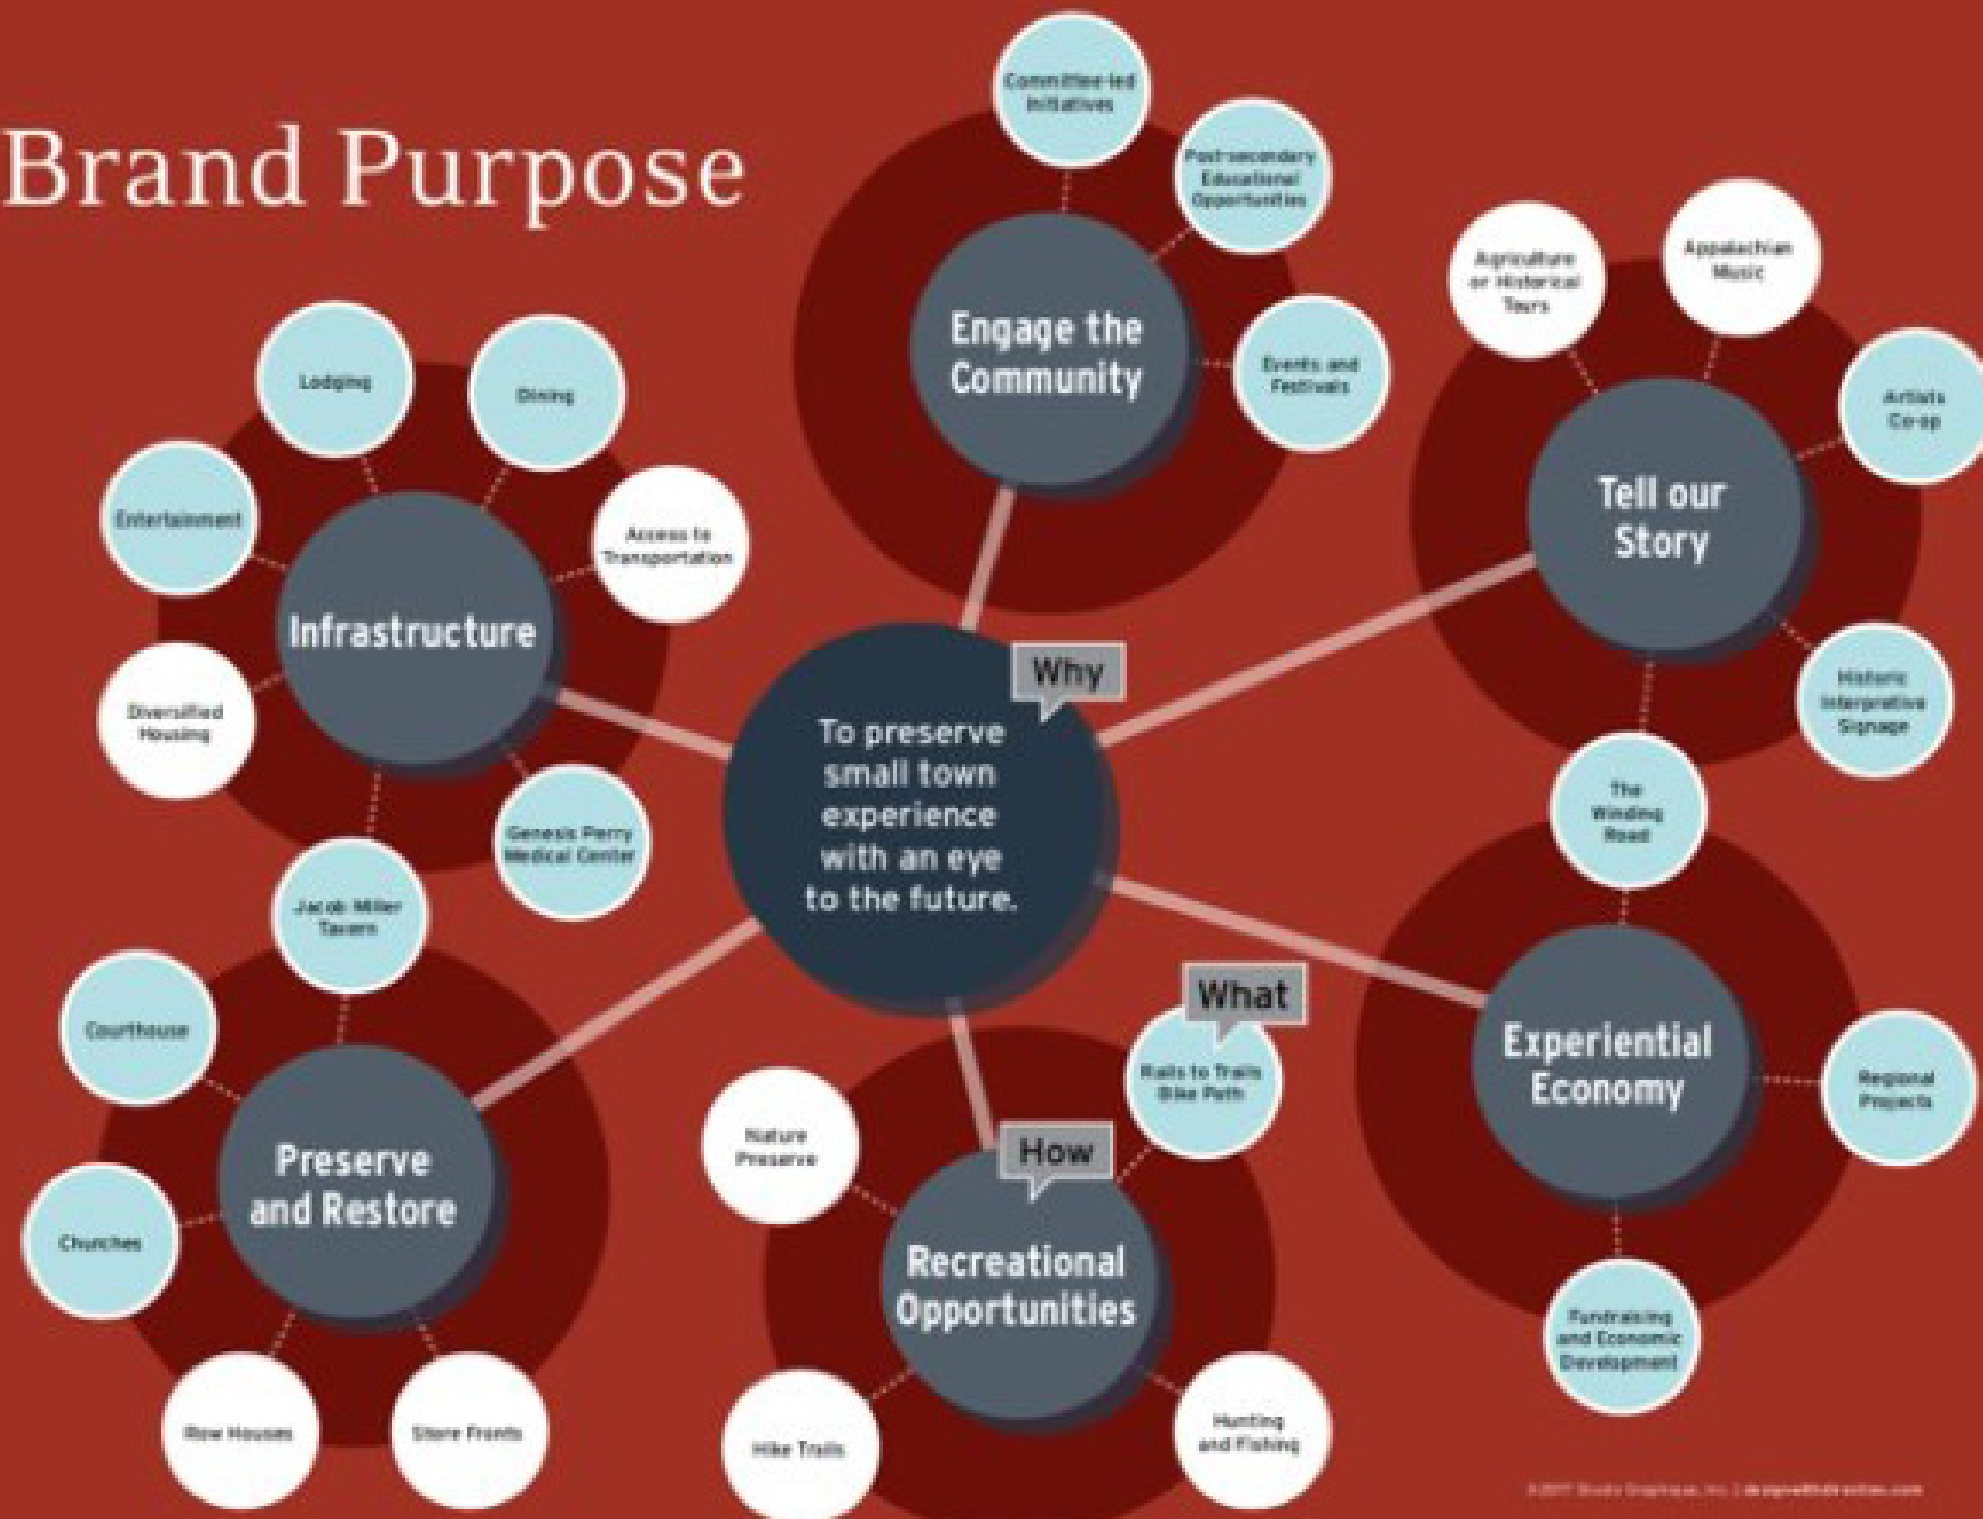 Brand Purpose
Committee-led
Initiatives
Post-secondary
Educational
Opportunities
Events and
Festivals
Engage the
Community
Agriculture
or Historical
Tours
Appalachian
Music
Artists
Co-op
Historic
Interpretive
Signage
Tell our
Story
The
Winding
Road
Lodging
Dining
Entertainment
Access to
Transportation
Infrastructure
Diversified
Housing
Genesis Perry
Medical Center
Jacob Miller
Tavern
Why
To preserve
small town
experience
with an eye
to the future.
Courthouse
Churches
Preserve
and Restore
Row Houses
Store Fronts
What
Rails to Trails
Bike Path
Nature
Preserve
How
Recreational
Opportunities
Hike Trails
Hunting
and Fishing
Experiential
Economy
Regional
Projects
Fundraising
and Economic
Development
©2017 Studio Graphique, Inc. |